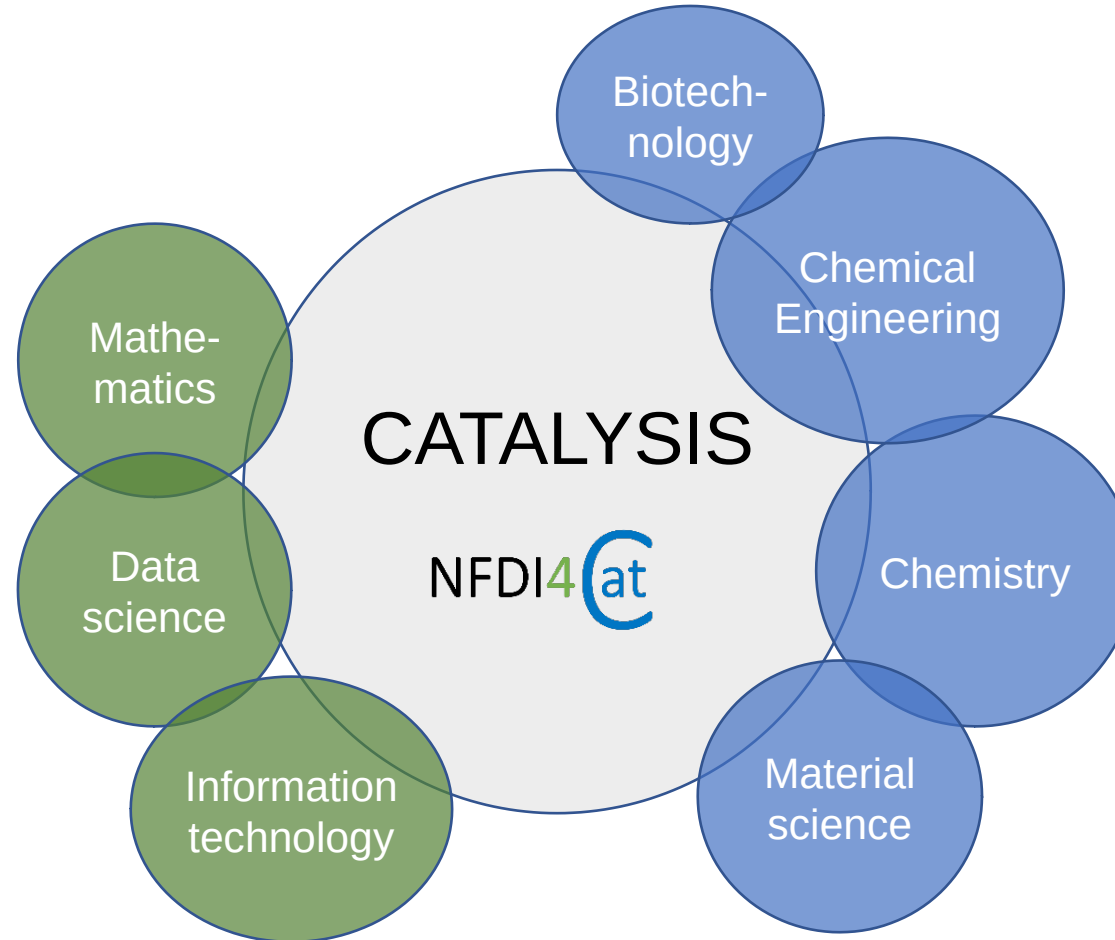 Biotech-
nology
Chemical
Engineering
Mathe-
matics
CATALYSIS
NFDI4Cat
Data
science
Chemistry
Information
technology
Material
science